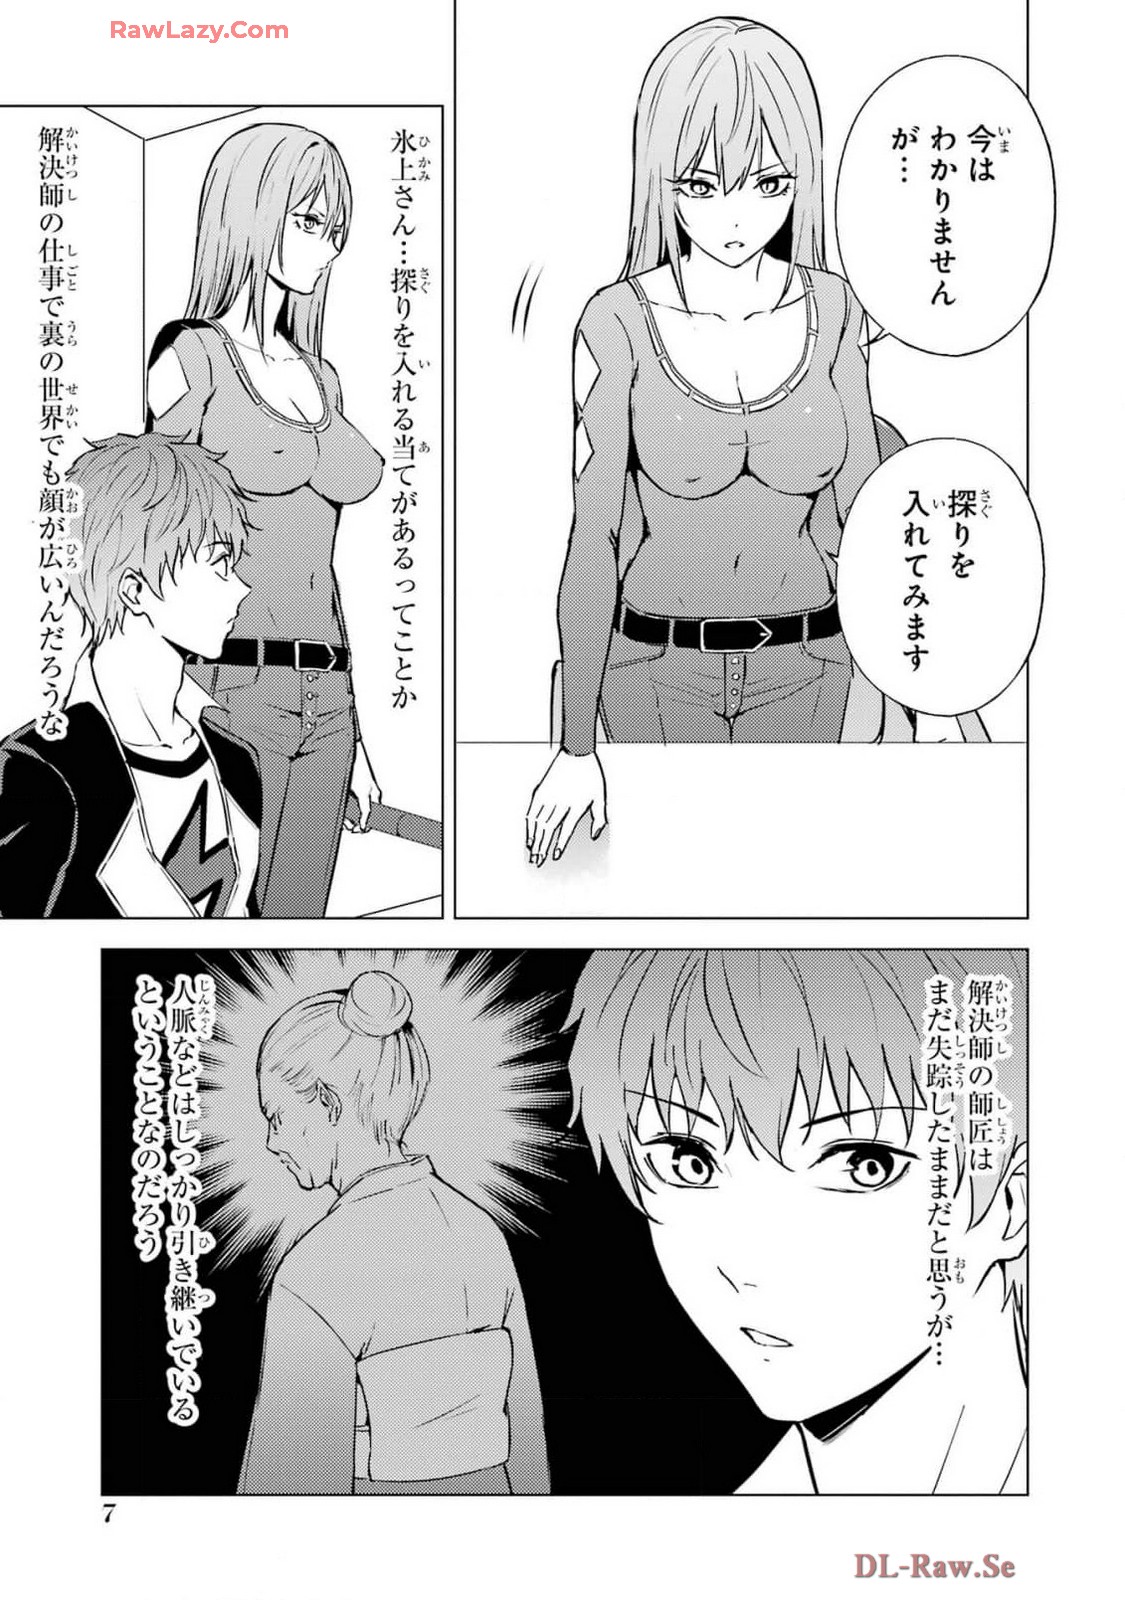 RawLazy.Com
今は
わかりません
が…
探りを
入れてみます
氷上さん…探りを入れる当てがあるってことか
解決師の仕事で裏の世界でも顔が広いんだろうな
解決師の師匠は
まだ失踪したままだと思うが…
人脈などはしっかり引き継いでいる
ということなのだろう
7
DL-Raw.Se